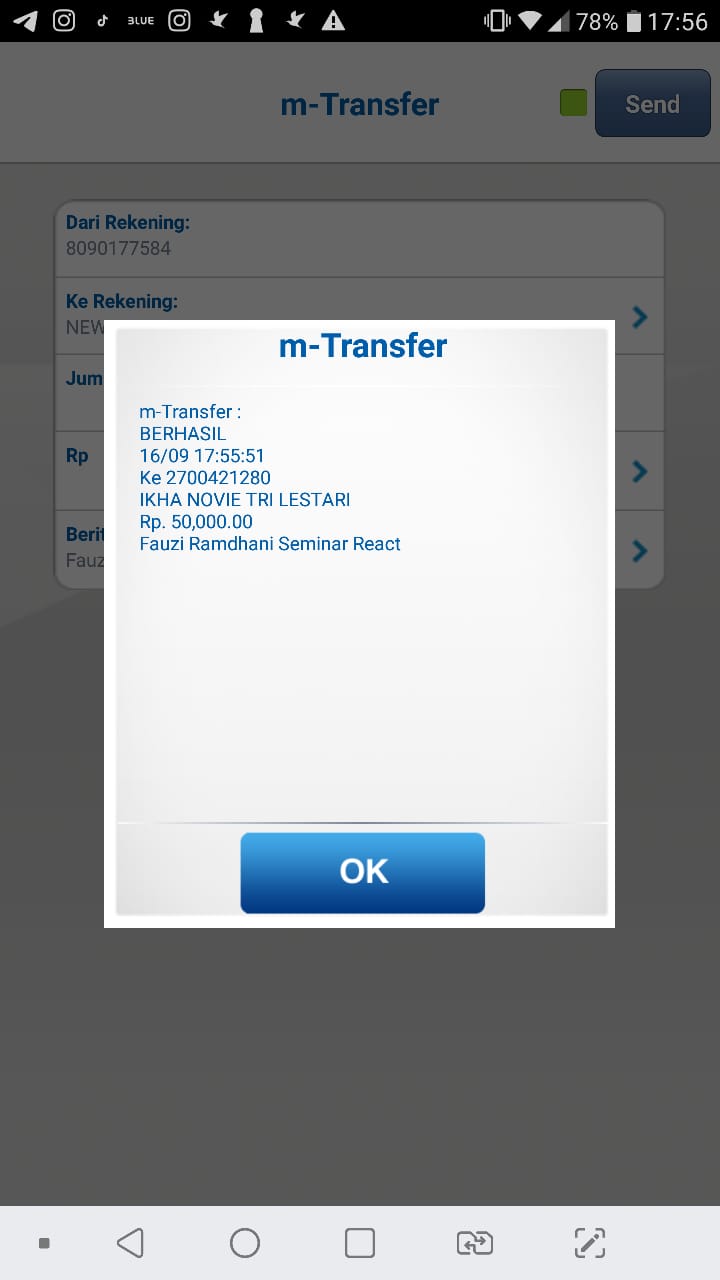 BLUE 78% 17:56
m-Transfer
Send
Dari Rekening:
8090177584
Ke Rekening:
NEW
Jum
Rp
Berit
Fauz
m-Transfer
m-Transfer :
BERHASIL
16/09 17:55:51
Ke 2700421280
IKHA NOVIE TRI LESTARI
Rp. 50,000.00
Fauzi Ramdhani Seminar React
OK